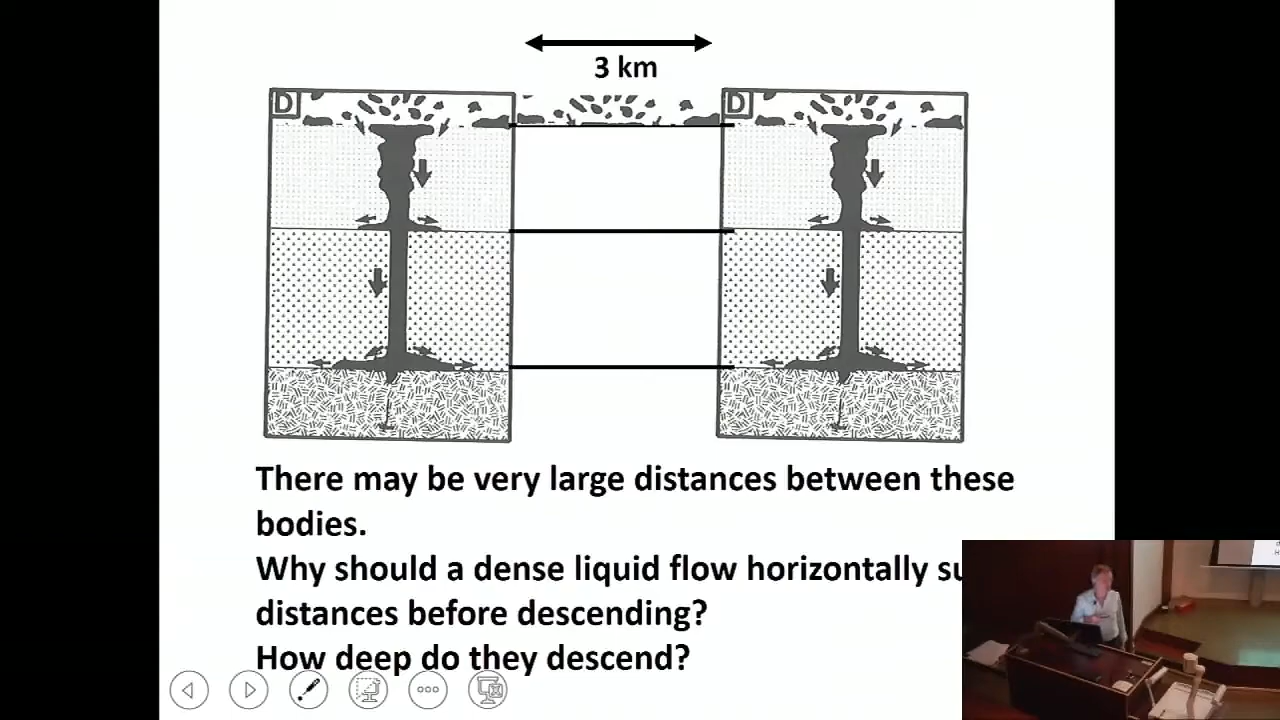 3 km
D
D
There may be very large distances between these
bodies.
Why should a dense liquid flow horizontally
distances before descending?
How deep do they descend?